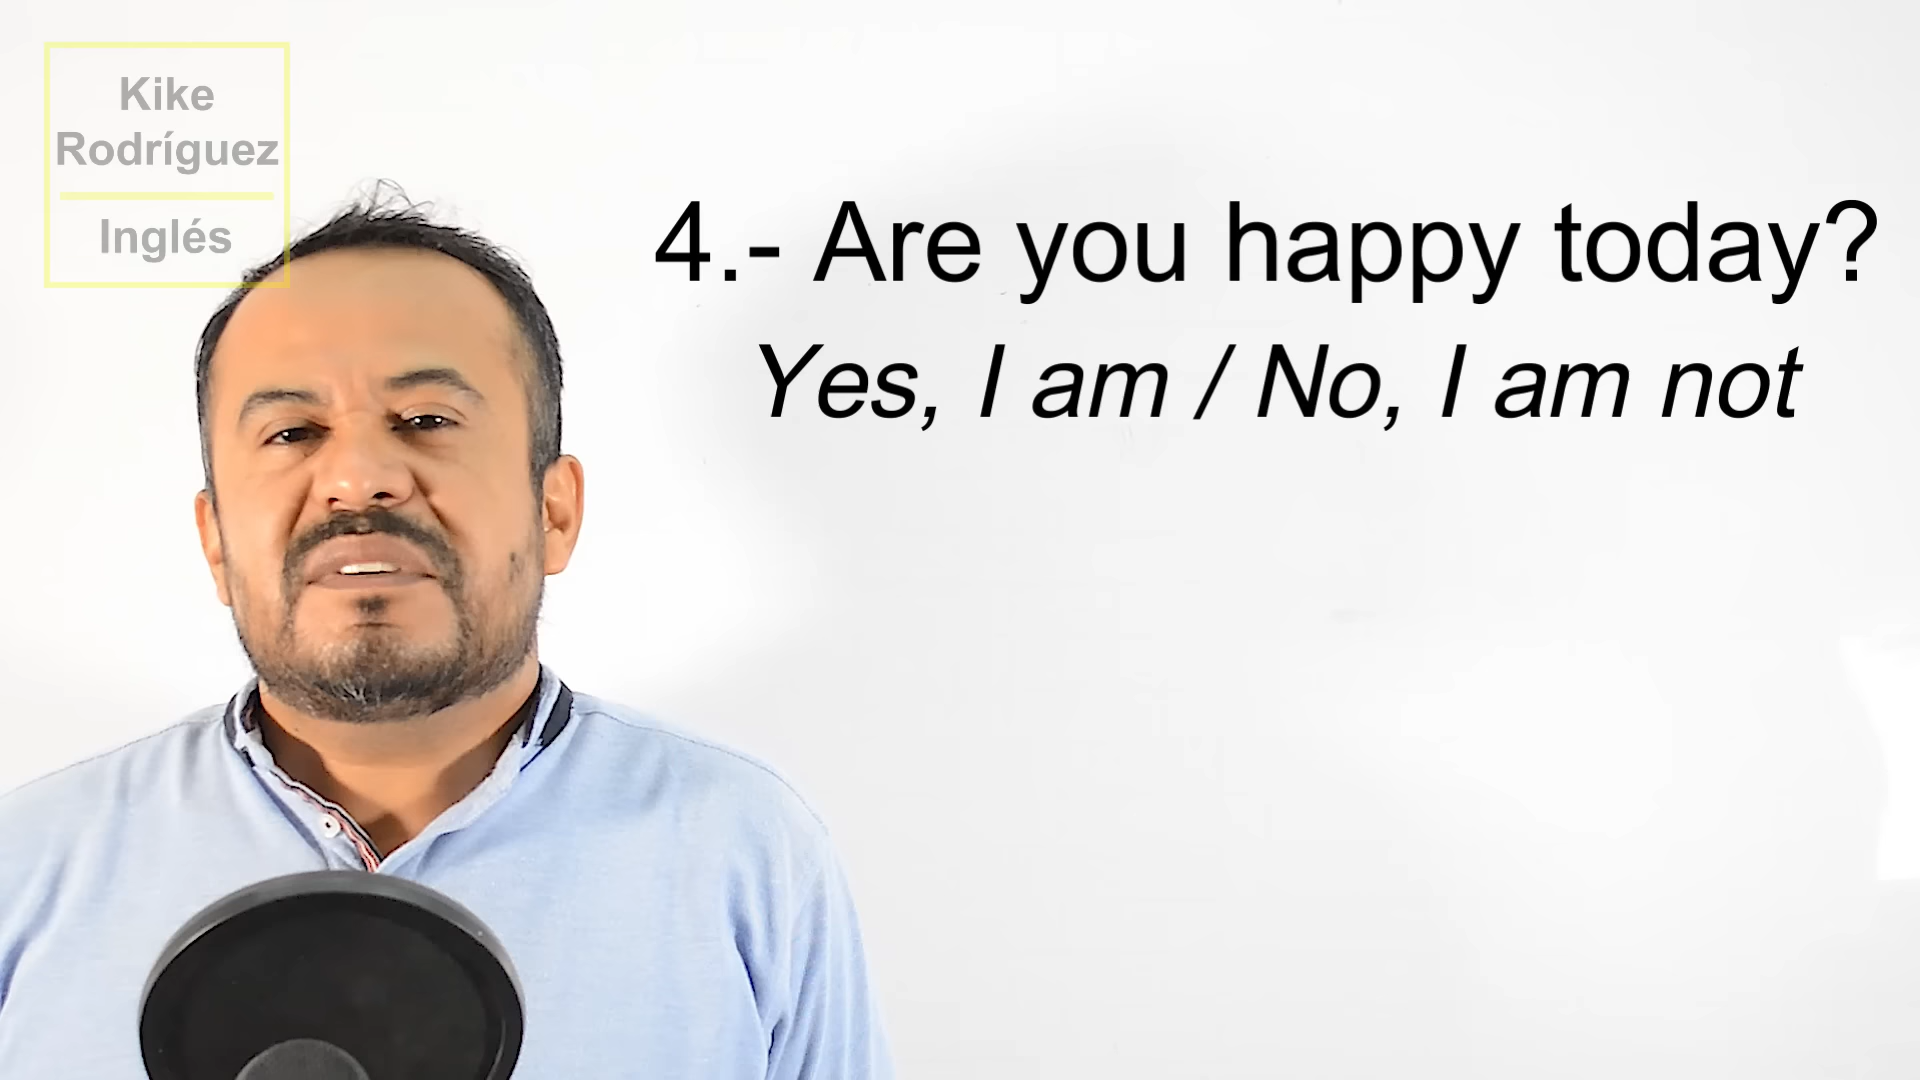 Kike
Rodríguez
Inglés
4.- Are you happy today?
Yes, I am / No, I am not